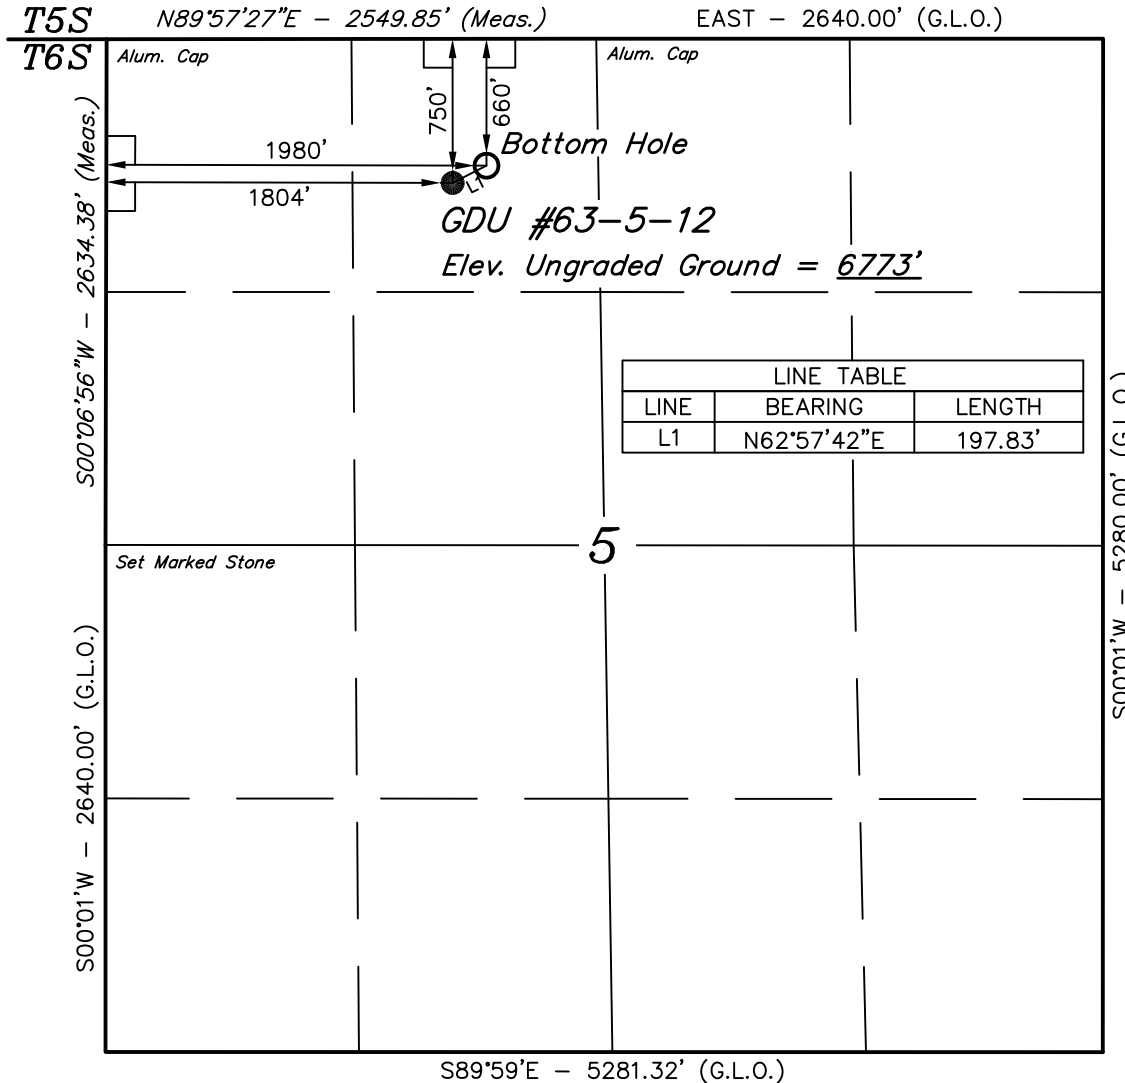 T5S
N89°57'27"E – 2549.85' (Meas.)
EAST – 2640.00' (G.L.O.)
T6S
Alum. Cap
Alum. Cap
750'
660'
1980'
Bottom Hole
L1
1804'
GDU #63-5-12
Elev. Ungraded Ground = 6773'
S00°06'56"W – 2634.38' (Meas.)
LINE TABLE
LINE BEARING LENGTH
L1 N62°57'42"E 197.83'
S00°01'W – 5280.00' (G.L.O.)
5
Set Marked Stone
S00°01'W – 2640.00' (G.L.O.)
S89°59'E – 5281.32' (G.L.O.)